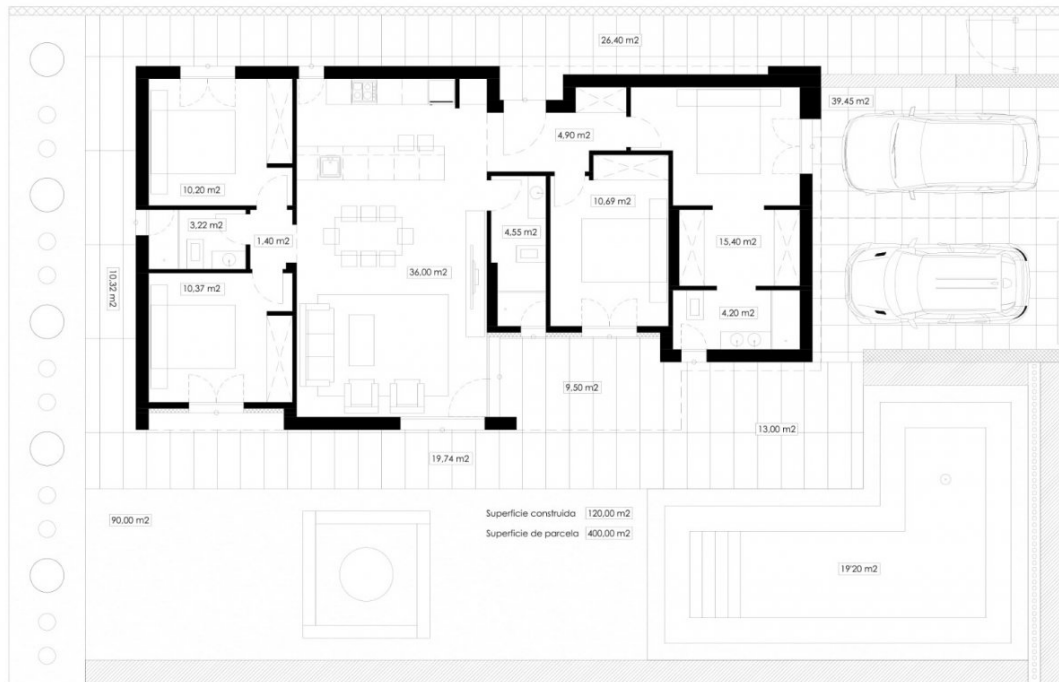 26,40 m2
39,45 m2
4,90 m2
10,20 m2
10,69 m2
3,22 m2
4,55 m2
1,40 m2
15,40 m2
36,00 m2
10,32 m2
10,37 m2
4,20 m2
9,50 m2
13,00 m2
19,74 m2
90,00 m2
Superficie construida 120,00 m2
Superficie de parcela 400,00 m2
19'20 m2